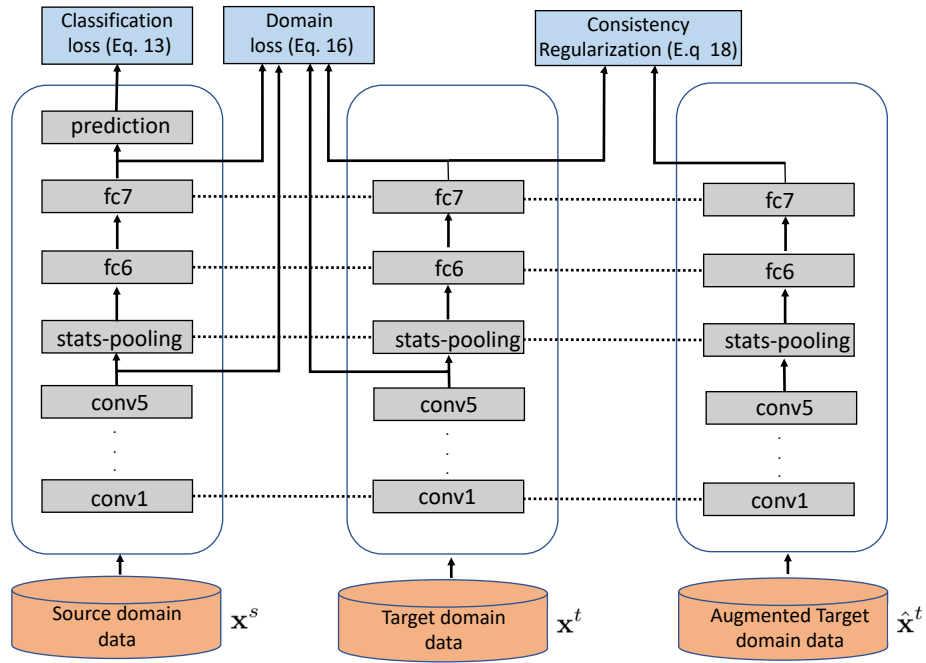 Classification
loss (Eq. 13)
Domain
loss (Eq. 16)
Consistency
Regularization (E.q 18)
prediction
fc7
fc6
stats-pooling
conv5
.
.
.
conv1
fc7
fc6
stats-pooling
conv5
.
.
.
conv1
fc7
fc6
stats-pooling
conv5
.
.
.
conv1
Source domain
data
x^s
Target domain
data
x^t
Augmented Target
domain data
x̂^t